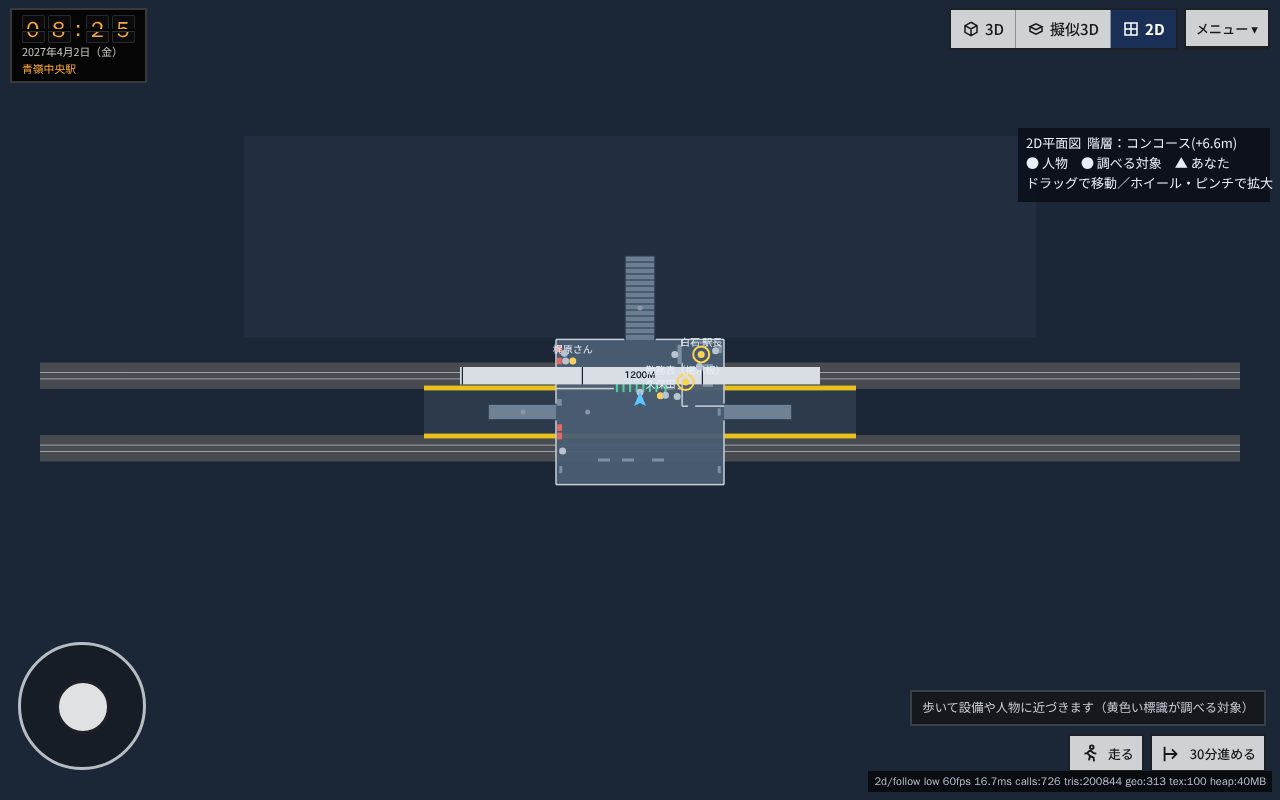 08:25
2027年4月2日（金）
青嶺中央駅
3D
擬似3D
2D
メニュー▾
2D平面図 階層：コンコース(+6.6m)
● 人物 ● 調べる対象 ▲ あなた
ドラッグで移動／ホイール・ピンチで拡大
梶原さん
白石 駅長
1200M
歩いて設備や人物に近づきます（黄色い標識が調べる対象）
走る
30分進める
2d/follow low 60fps 16.7ms calls:726 tris:200844 geo:313 tex:100 heap:40MB